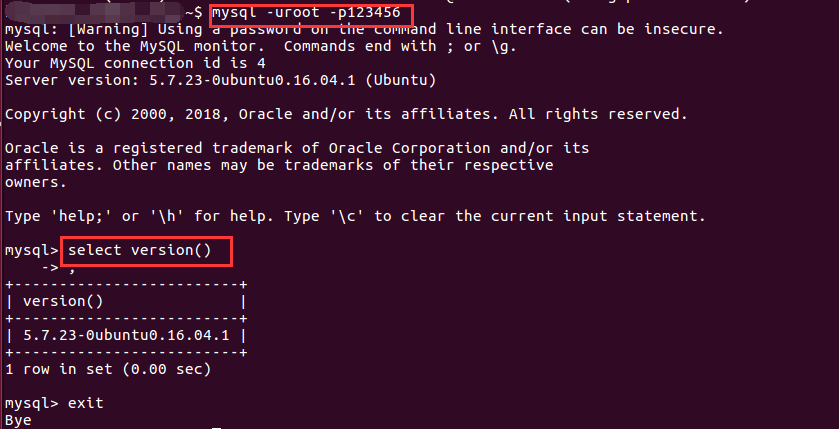 ~$ mysql -uroot -p123456
mysql: [Warning] Using a password on the command line interface can be insecure.
Welcome to the MySQL monitor.  Commands end with ; or \g.
Your MySQL connection id is 4
Server version: 5.7.23-0ubuntu0.16.04.1 (Ubuntu)
Copyright (c) 2000, 2018, Oracle and/or its affiliates. All rights reserved.
Oracle is a registered trademark of Oracle Corporation and/or its
affiliates. Other names may be trademarks of their respective
owners.
Type 'help;' or '\h' for help. Type '\c' to clear the current input statement.
mysql> select version()
    -> ;
+-------------------------+
| version()               |
+-------------------------+
| 5.7.23-0ubuntu0.16.04.1 |
+-------------------------+
1 row in set (0.00 sec)
mysql> exit
Bye